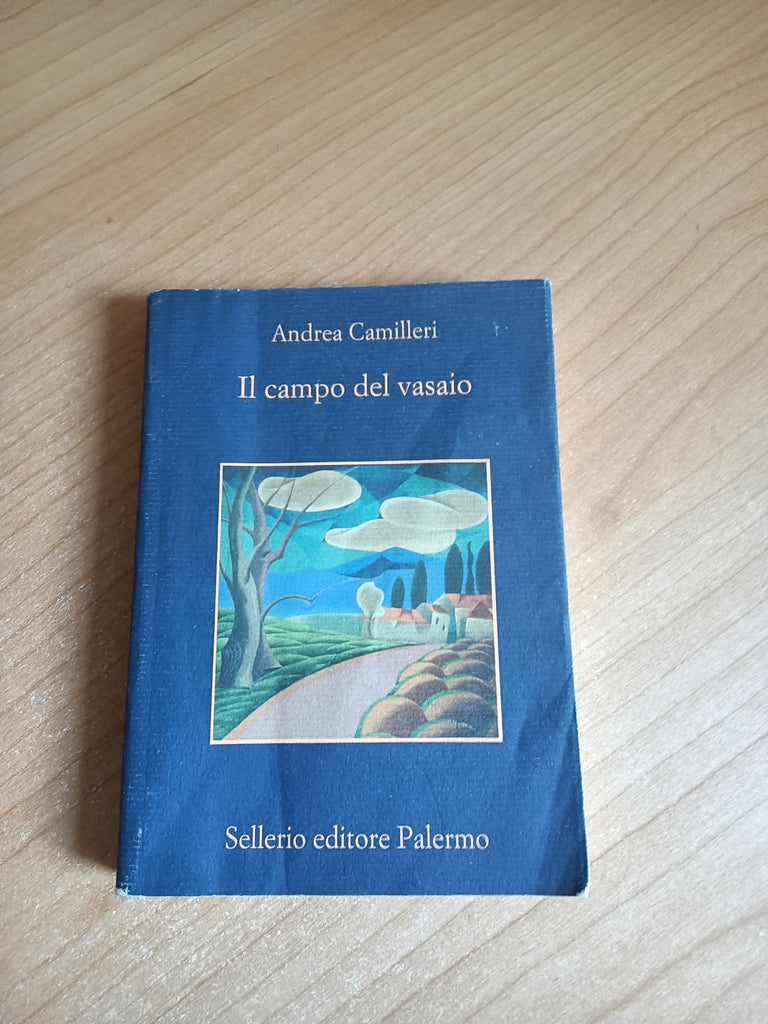 Andrea Camilleri
Il campo del vasaio
Sellerio editore Palermo